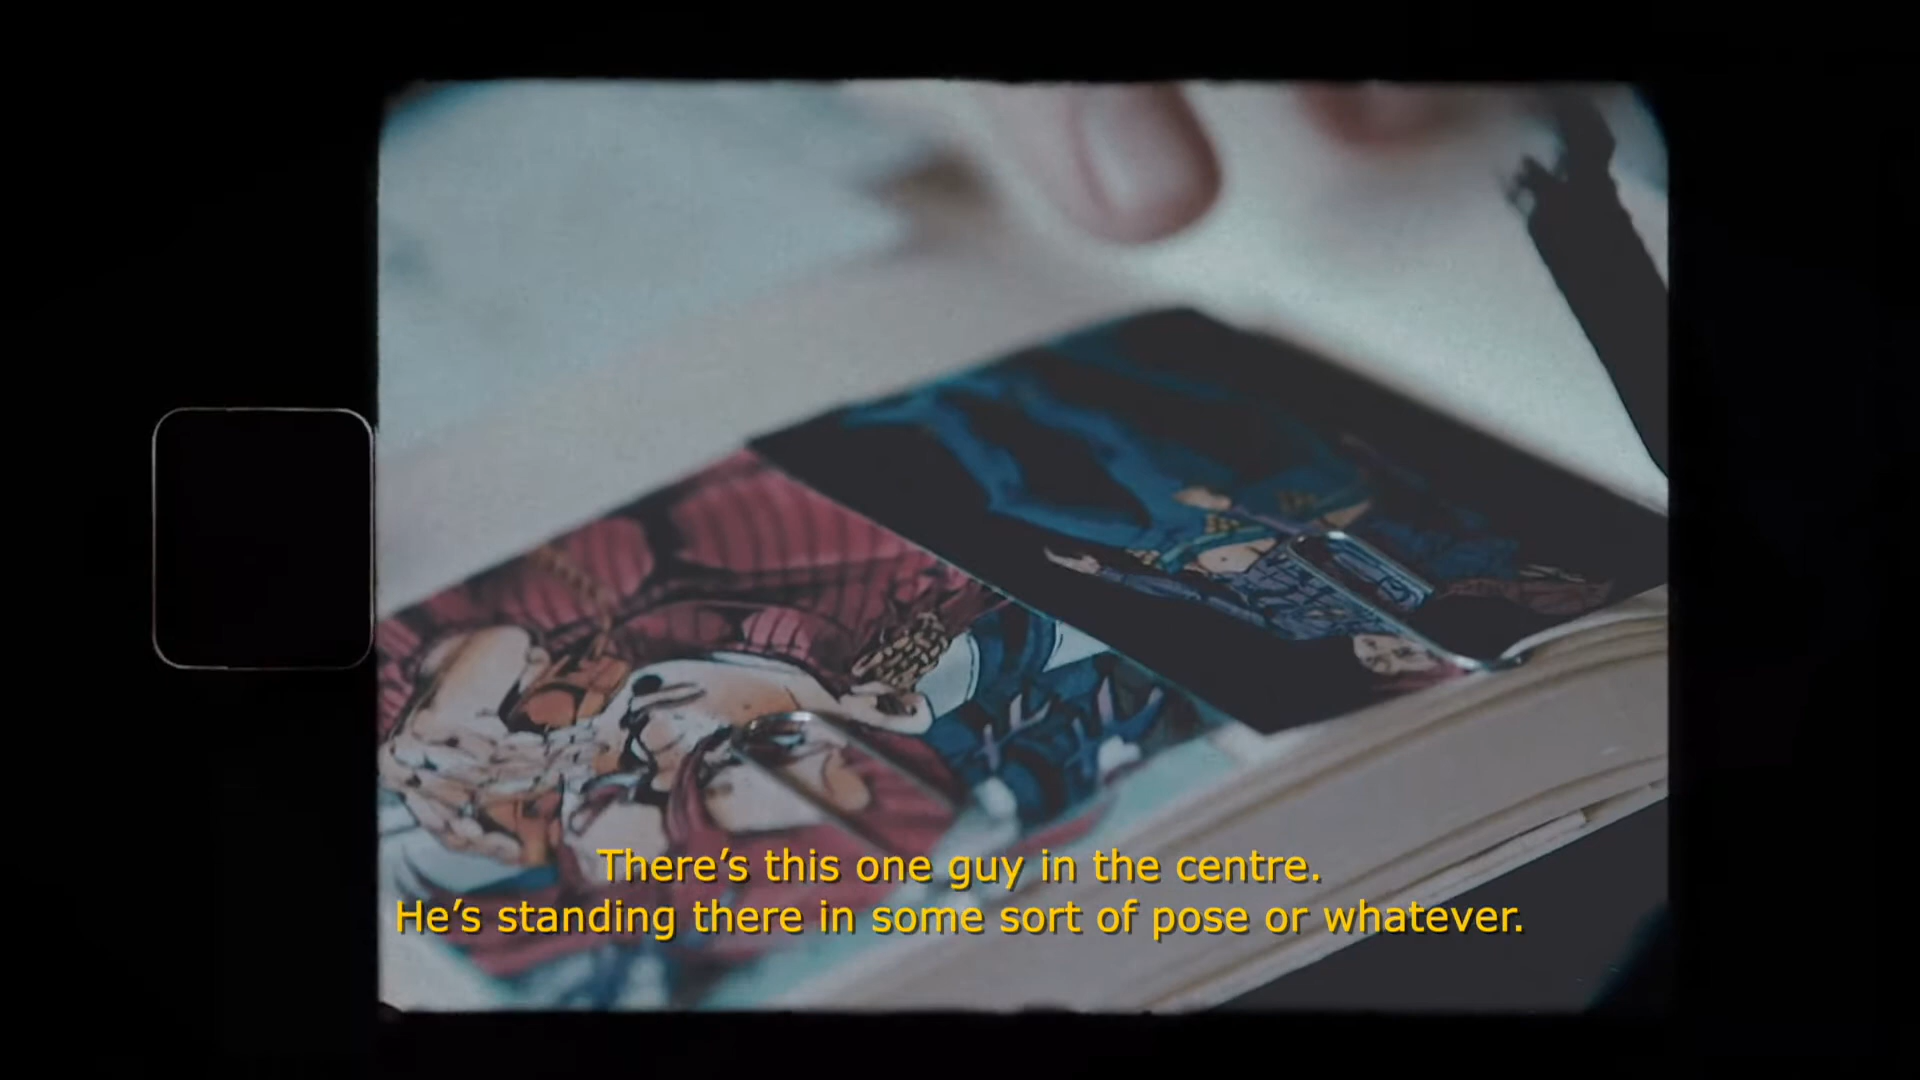 There’s this one guy in the centre.
He’s standing there in some sort of pose or whatever.